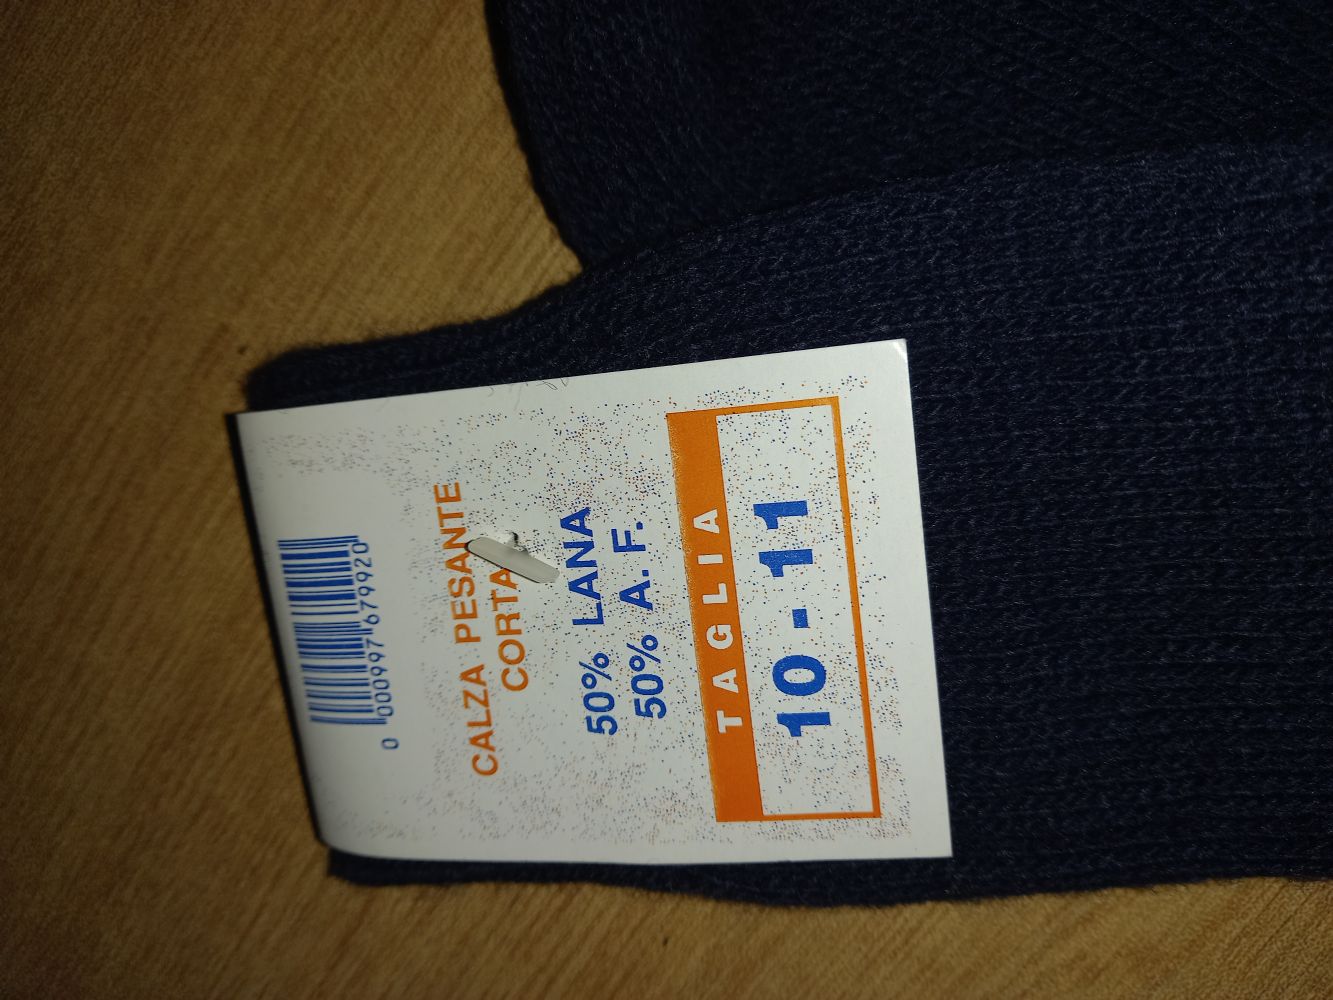 0 000997 679920
CALZA PESANTE
CORTA
50% LANA
50% A. F.
TAGLIA
10-11